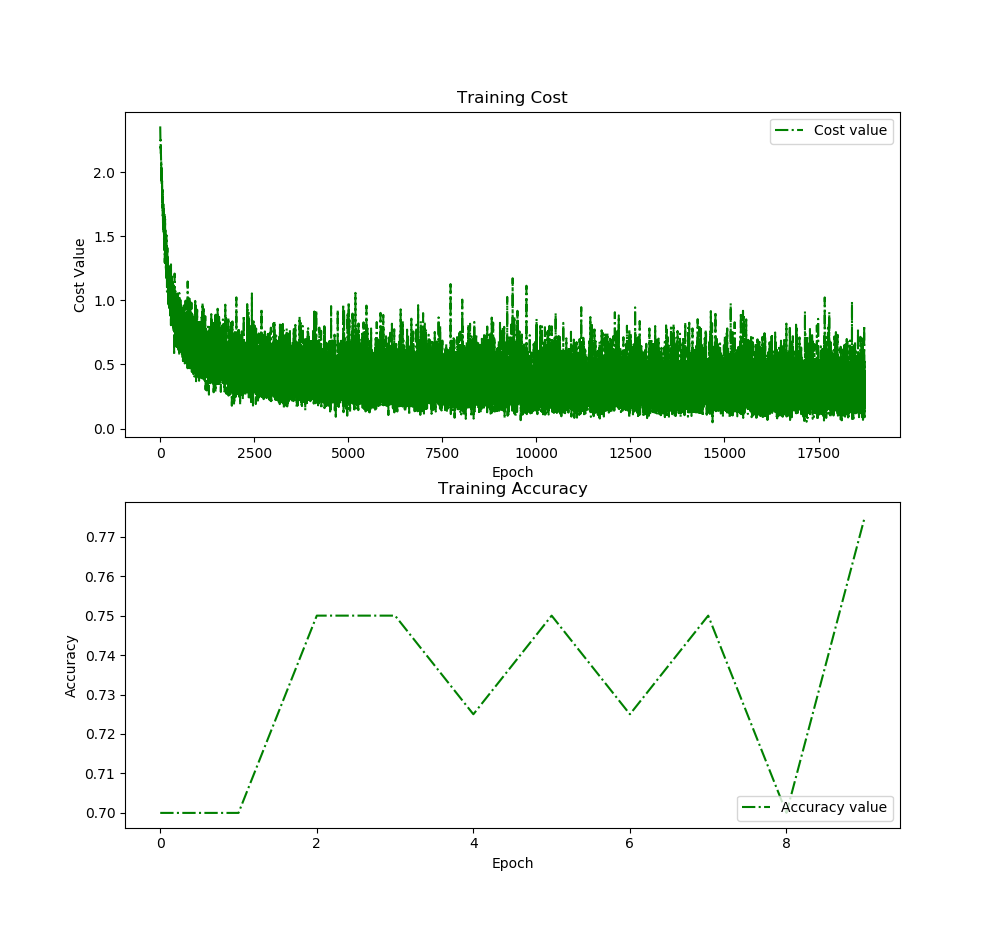 Training Cost
Cost value
Cost Value
2.0
1.5
1.0
0.5
0.0
0 2500 5000 7500 10000 12500 15000 17500
Epoch
Training Accuracy
Accuracy
0.77
0.76
0.75
0.74
0.73
0.72
0.71
0.70
Accuracy value
0 2 4 6 8
Epoch